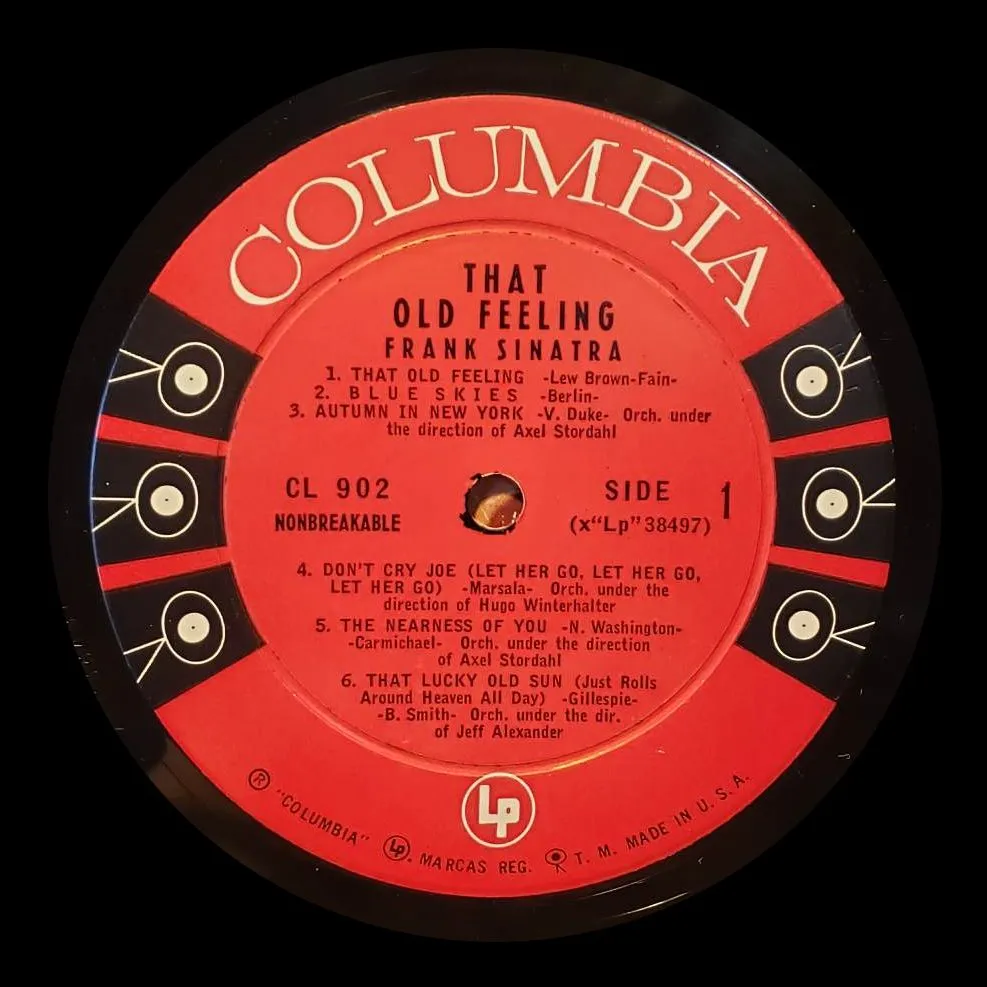 COLUMBIA
THAT
OLD FEELING
FRANK SINATRA
1. THAT OLD FEELING -Lew Brown-Fain-
2. BLUE SKIES -Berlin-
3. AUTUMN IN NEW YORK -V. Duke- Orch. under
the direction of Axel Stordahl
CL 902
NONBREAKABLE
SIDE 1
(x"Lp"38497)
4. DON'T CRY JOE (LET HER GO, LET HER GO,
LET HER GO) -Marsala- Orch. under the
direction of Hugo Winterhalter
5. THE NEARNESS OF YOU -N. Washington-
-Carmichael- Orch. under the direction
of Axel Stordahl
6. THAT LUCKY OLD SUN (Just Rolls
Around Heaven All Day) -Gillespie-
-B. Smith- Orch. under the dir.
of Jeff Alexander
Lp
® "COLUMBIA" Lp. MARCAS REG. T. M. MADE IN U. S. A.